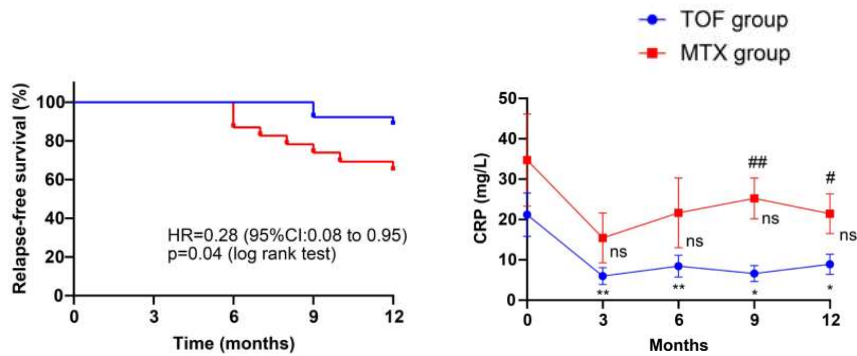 TOF group
MTX group
Relapse-free survival (%)
100
80
60
40
20
0
HR=0.28 (95%CI:0.08 to 0.95)
p=0.04 (log rank test)
0 3 6 9 12
Time (months)
CRP (mg/L)
50
40
30
20
10
0
## #
ns ns ns ns
** ** * *
0 3 6 9 12
Months